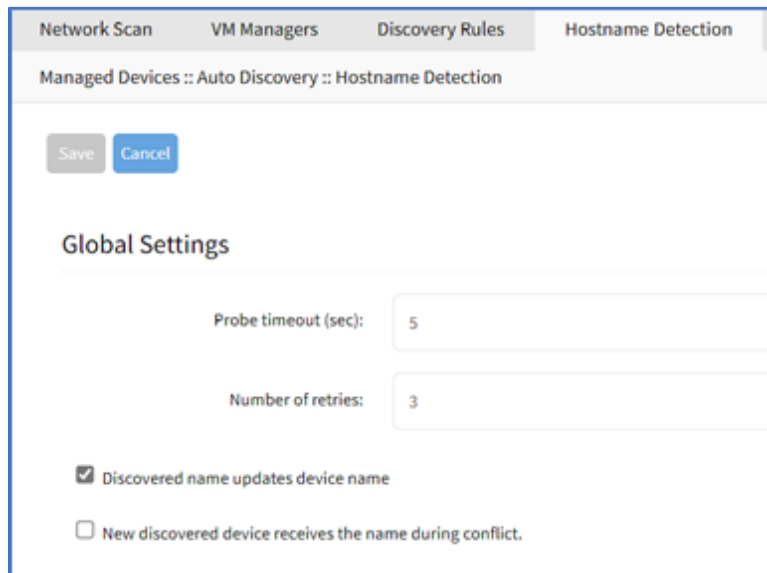 Network Scan VM Managers Discovery Rules Hostname Detection
Managed Devices :: Auto Discovery :: Hostname Detection
Save Cancel
Global Settings
Probe timeout (sec): 5
Number of retries: 3
Discovered name updates device name
New discovered device receives the name during conflict.